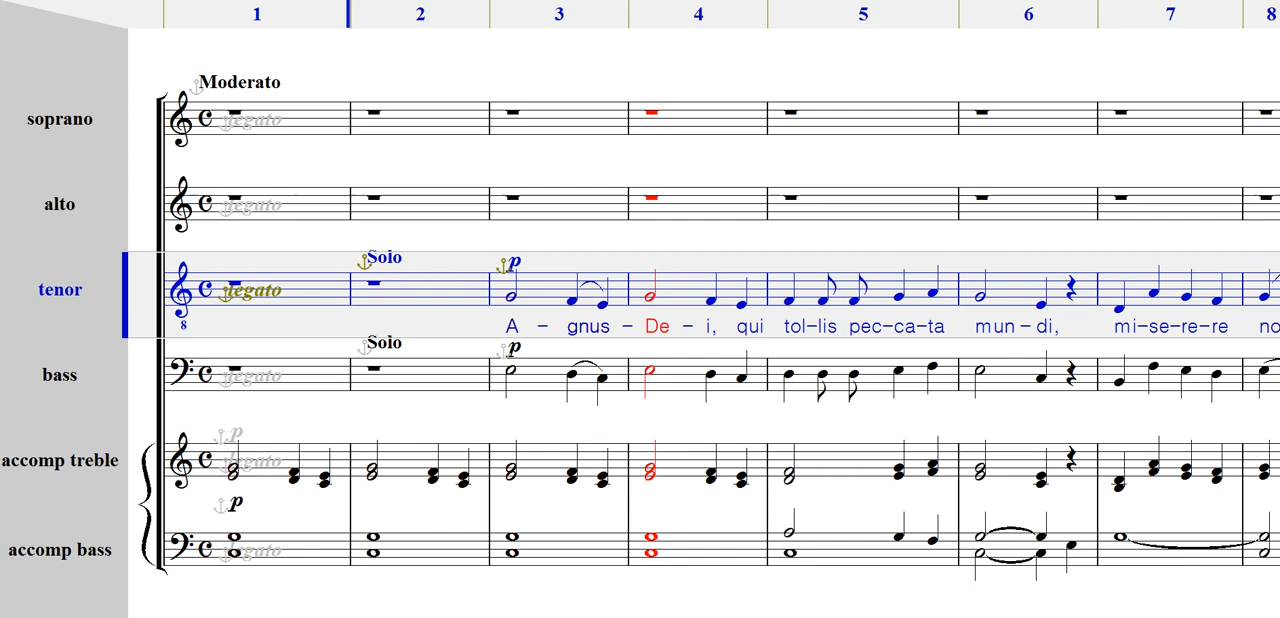 1 2 3 4 5 6 7 8
Moderato
soprano
legato
alto
legato
Solo
p
tenor
legato
8
A – gnus – De – i, qui tol–lis pec–ca–ta mun–di, mi–se–re–re no
Solo
p
bass
legato
p
accomp treble
legato
p
accomp bass
legato